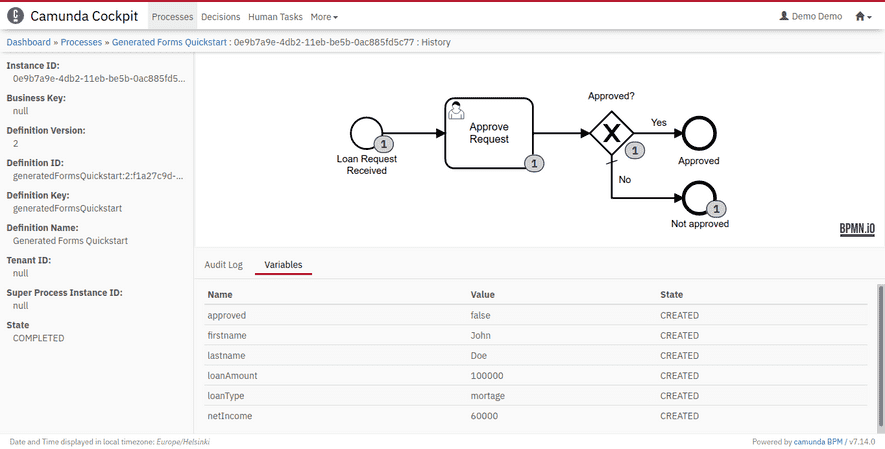 C Camunda Cockpit Processes Decisions Human Tasks More Demo Demo
Dashboard » Processes » Generated Forms Quickstart : 0e9b7a9e-4db2-11eb-be5b-0ac885fd5c77 : History
Instance ID:
0e9b7a9e-4db2-11eb-be5b-0ac885fd5...
Business Key:
null
Definition Version:
2
Definition ID:
generatedFormsQuickstart:2:f1a27c9d-...
Definition Key:
generatedFormsQuickstart
Definition Name:
Generated Forms Quickstart
Tenant ID:
null
Super Process Instance ID:
null
State
COMPLETED
Loan Request
Received
1
Approve
Request
1
Approved?
X
1
Yes
Approved
No
1
Not approved
BPMN.iO
Audit Log Variables
Name Value State
approved false CREATED
firstname John CREATED
lastname Doe CREATED
loanAmount 100000 CREATED
loanType mortage CREATED
netIncome 60000 CREATED
Date and Time displayed in local timezone: Europe/Helsinki
Powered by camunda BPM / v7.14.0